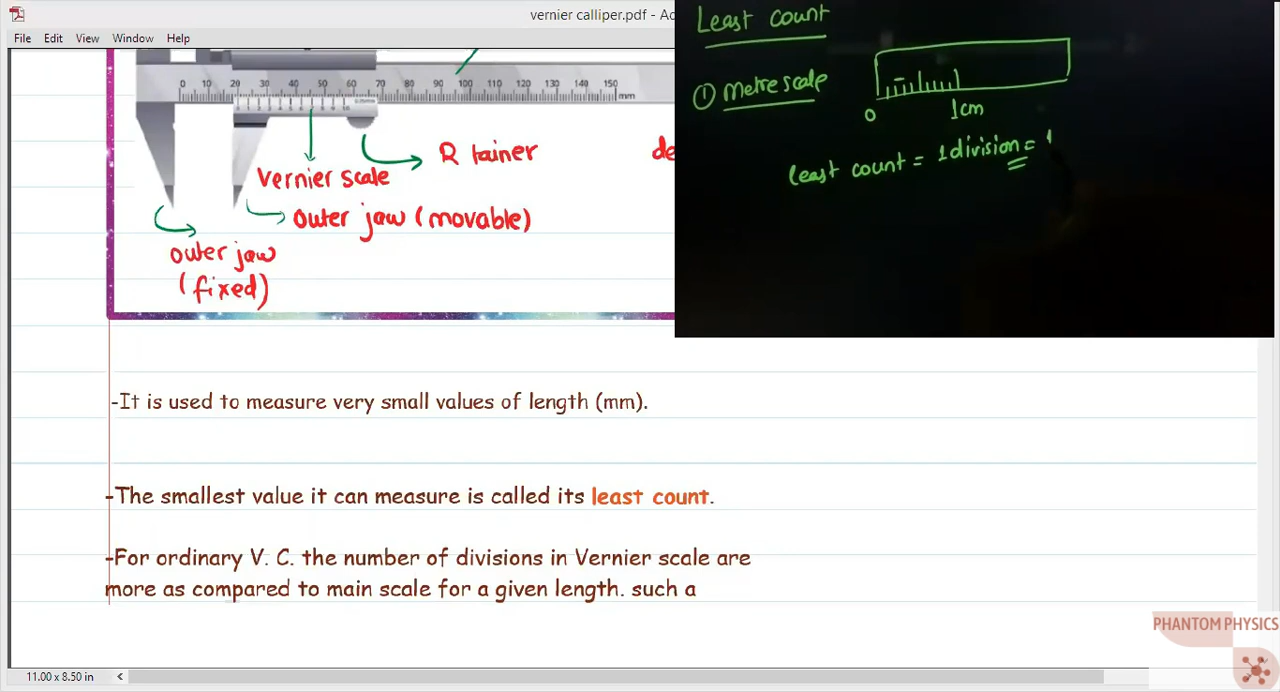 vernier calliper.pdf - Ad
File Edit View Window Help
0 10 20 30 40 50 60 70 80 90 100 110 120 130 140 150
mm
Vernier scale
R tainer
de
Outer jaw (movable)
Outer jaw
(fixed)
Least count
① Metre scale
0 1cm
least count = 1 division = 1
-It is used to measure very small values of length (mm).
-The smallest value it can measure is called its least count.
-For ordinary V. C. the number of divisions in Vernier scale are
more as compared to main scale for a given length. such a
PHANTOM PHYSICS
11.00 x 8.50 in